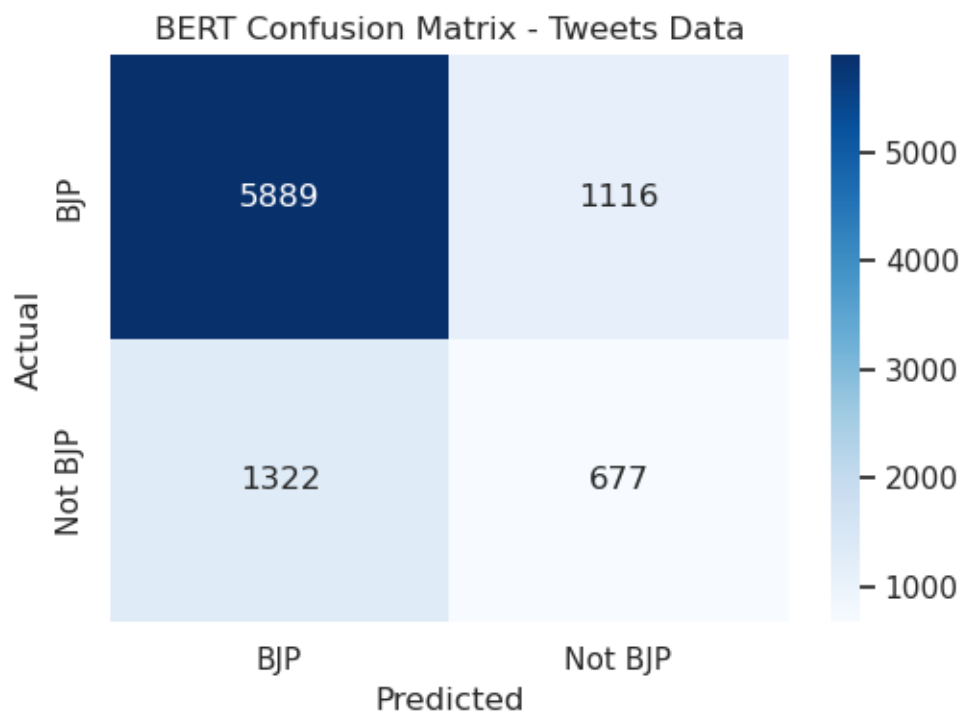 BERT Confusion Matrix - Tweets Data
Actual
BJP
5889
1116
Not BJP
1322
677
BJP
Not BJP
Predicted
5000
4000
3000
2000
1000